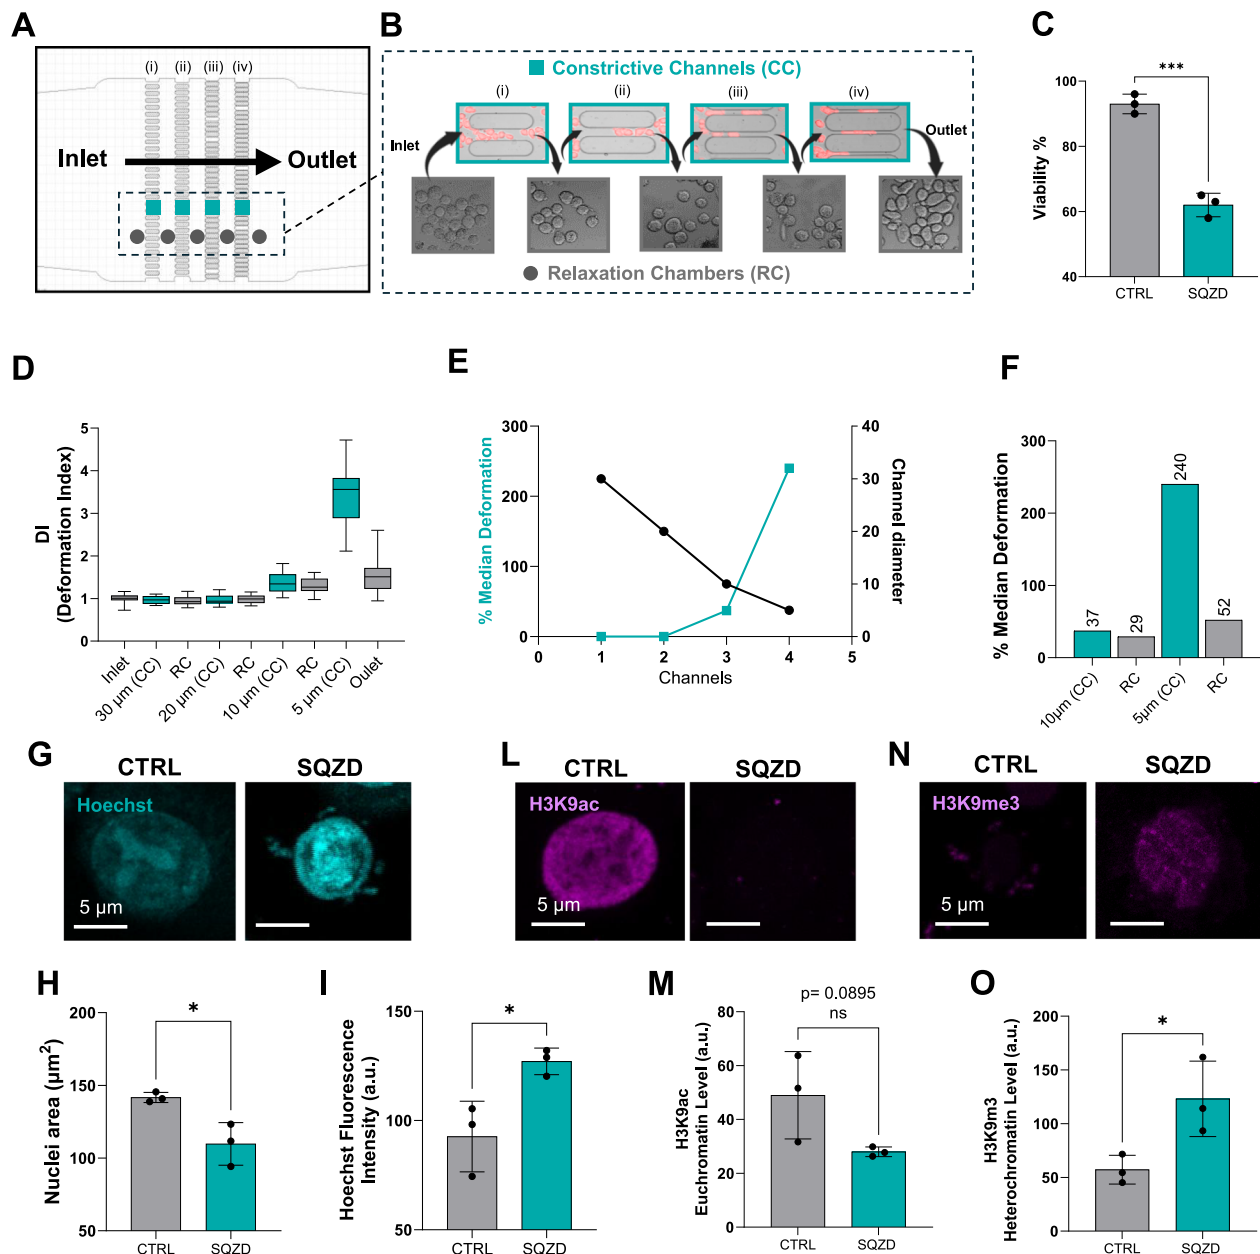 A
(i) (ii) (iii) (iv)
Inlet
Outlet
B
Constrictive Channels (CC)
(i) (ii) (iii) (iv)
Inlet
Outlet
Relaxation Chambers (RC)
C
Viability %
100
80
60
40
***
CTRL SQZD
D
DI
(Deformation Index)
5
4
3
2
1
0
Inlet
30 µm (CC)
RC
20 µm (CC)
RC
10 µm (CC)
RC
5 µm (CC)
Oulet
E
% Median Deformation
300
200
100
0
Channel diameter
40
30
20
10
0
0 1 2 3 4 5
Channels
F
% Median Deformation
300
200
100
0
37
29
240
52
10µm (CC)
RC
5µm (CC)
RC
G
CTRL SQZD
Hoechst
5 µm
L
CTRL SQZD
H3K9ac
5 µm
N
CTRL SQZD
H3K9me3
5 µm
H
Nuclei area (µm²)
200
150
100
50
*
CTRL SQZD
I
Hoechst Fluorescence
Intensity (a.u.)
150
100
50
*
CTRL SQZD
M
H3K9ac
Euchromatin Level (a.u.)
80
60
40
20
0
p= 0.0895
ns
CTRL SQZD
O
H3K9m3
Heterochromatin Level (a.u.)
200
150
100
50
0
*
CTRL SQZD